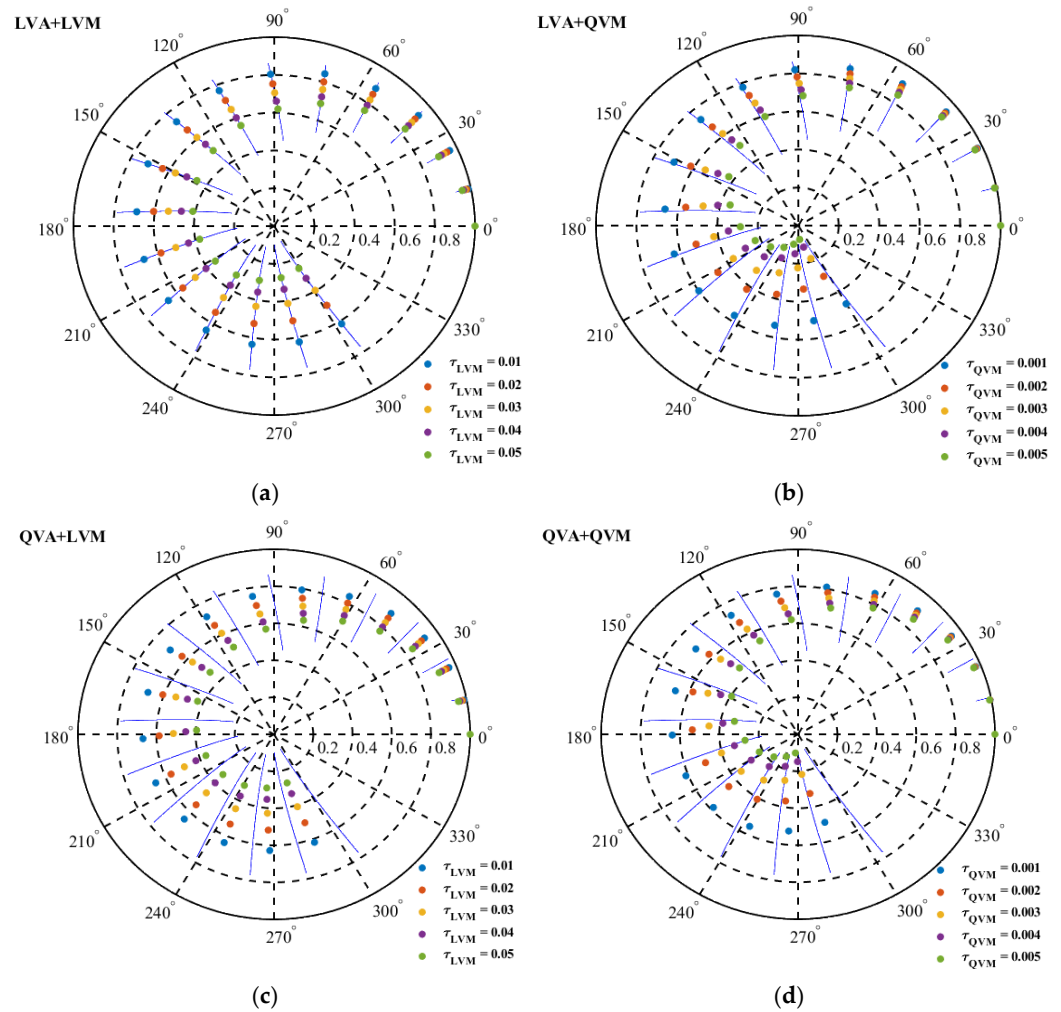 LVA+LVM
90°
60°
30°
0°
330°
300°
270°
240°
210°
180°
150°
120°
0.2 0.4 0.6 0.8
τLVM = 0.01
τLVM = 0.02
τLVM = 0.03
τLVM = 0.04
τLVM = 0.05
(a)
LVA+QVM
90°
60°
30°
0°
330°
300°
270°
240°
210°
180°
150°
120°
0.2 0.4 0.6 0.8
τQVM = 0.001
τQVM = 0.002
τQVM = 0.003
τQVM = 0.004
τQVM = 0.005
(b)
QVA+LVM
90°
60°
30°
0°
330°
300°
270°
240°
210°
180°
150°
120°
0.2 0.4 0.6 0.8
τLVM = 0.01
τLVM = 0.02
τLVM = 0.03
τLVM = 0.04
τLVM = 0.05
(c)
QVA+QVM
90°
60°
30°
0°
330°
300°
270°
240°
210°
180°
150°
120°
0.2 0.4 0.6 0.8
τQVM = 0.001
τQVM = 0.002
τQVM = 0.003
τQVM = 0.004
τQVM = 0.005
(d)